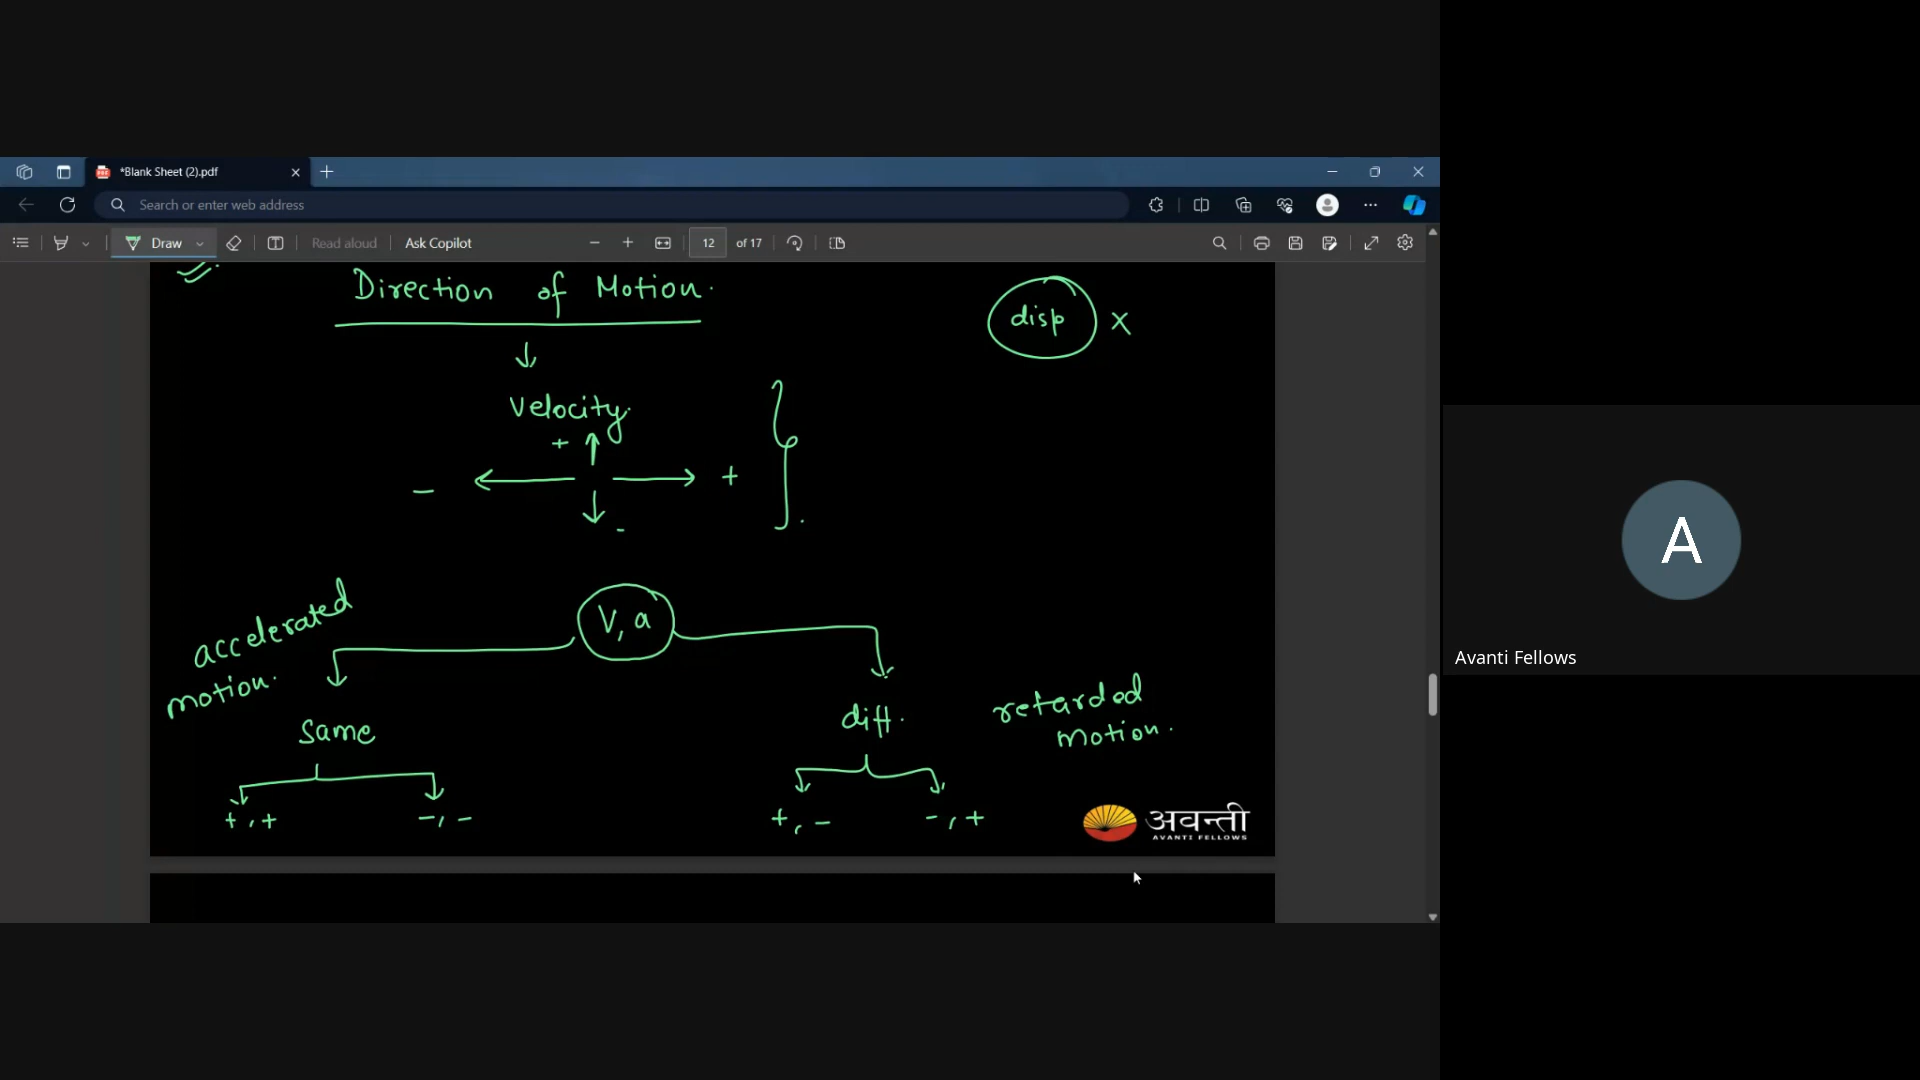 *Blank Sheet (2).pdf
Search or enter web address
Draw
Read aloud
Ask Copilot
12
of 17
Direction of Motion.
disp x
Velocity.
+
- +
-
V, a
accelerated
motion.
Same
diff.
retarded
motion.
+, +
-, -
+, -
-, +
अवन्ती
AVANTI FELLOWS
A
Avanti Fellows